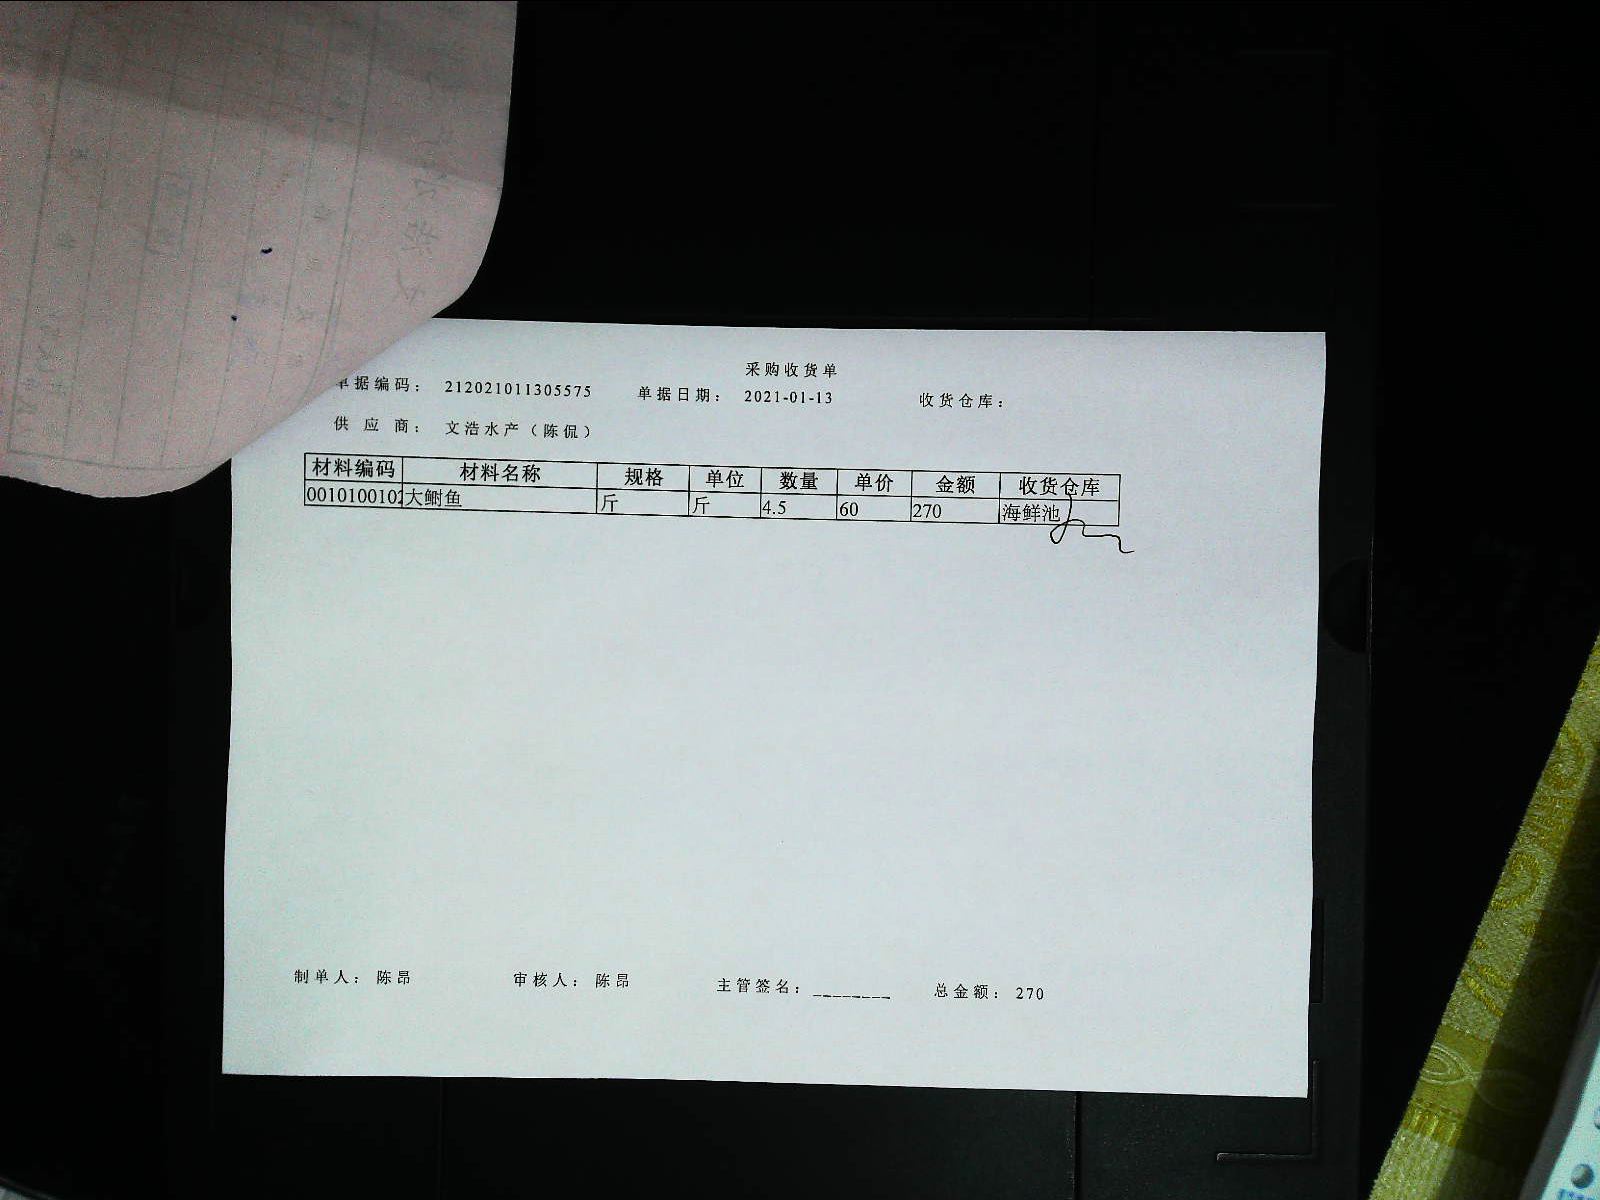 采购收货单
单据编码： 212021011305575 单据日期： 2021-01-13 收货仓库：
供应商： 文浩水产（陈侃）
材料编码 材料名称 规格 单位 数量 单价 金额 收货仓库
0010100102 大鲥鱼 斤 斤 4.5 60 270 海鲜池
制单人： 陈昂 审核人： 陈昂 主管签名：________ 总金额： 270